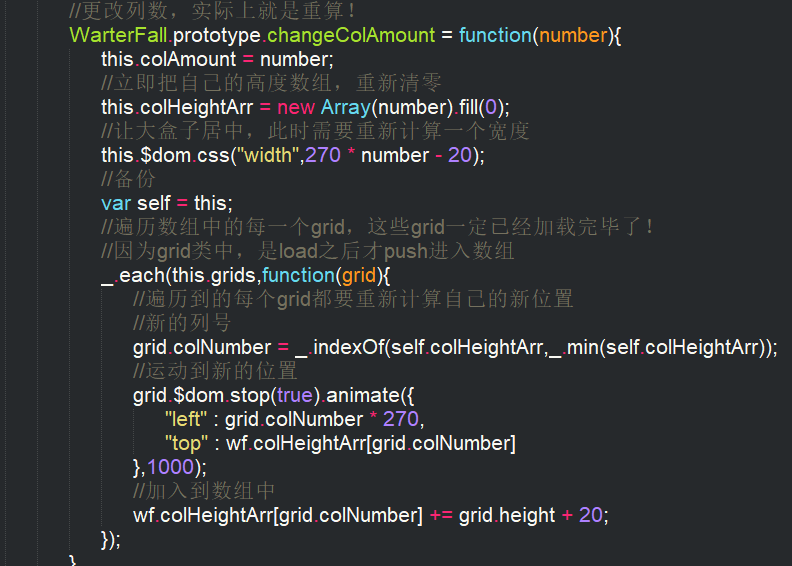 //更改列数，实际上就是重算！
WarterFall.prototype.changeColAmount = function(number){
this.colAmount = number;
//立即把自己的高度数组，重新清零
this.colHeightArr = new Array(number).fill(0);
//让大盒子居中，此时需要重新计算一个宽度
this.$dom.css("width",270 * number - 20);
//备份
var self = this;
//遍历数组中的每一个grid，这些grid一定已经加载完毕了！
//因为grid类中，是load之后才push进入数组
_.each(this.grids,function(grid){
//遍历到的每个grid都要重新计算自己的新位置
//新的列号
grid.colNumber = _.indexOf(self.colHeightArr,_.min(self.colHeightArr));
//运动到新的位置
grid.$dom.stop(true).animate({
"left" : grid.colNumber * 270,
"top" : wf.colHeightArr[grid.colNumber]
},1000);
//加入到数组中
wf.colHeightArr[grid.colNumber] += grid.height + 20;
});
}